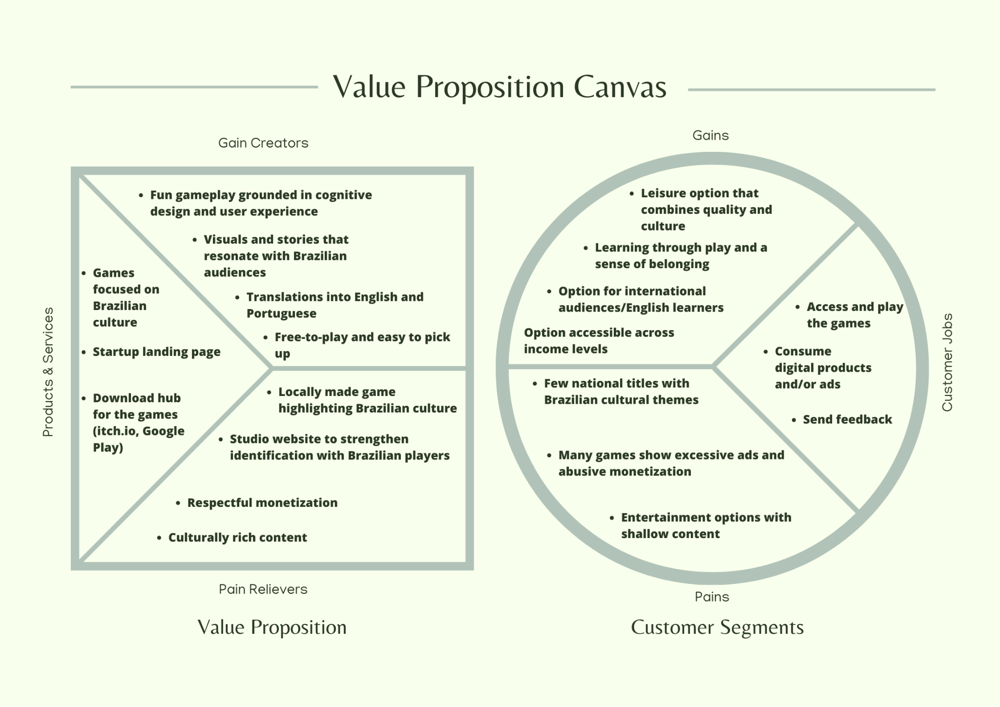 Value Proposition Canvas
Gain Creators
• Fun gameplay grounded in cognitive
design and user experience
• Visuals and stories that
resonate with Brazilian
audiences
• Translations into English and
Portuguese
• Free-to-play and easy to pick
up
Products & Services
• Games
focused on
Brazilian
culture
• Startup landing page
• Download hub
for the games
(itch.io, Google
Play)
• Locally made game
highlighting Brazilian culture
• Studio website to strengthen
identification with Brazilian players
• Respectful monetization
• Culturally rich content
Pain Relievers
Value Proposition
Gains
• Leisure option that
combines quality and
culture
• Learning through play and a
sense of belonging
• Option for international
audiences/English learners
Option accessible across
income levels
• Access and play
the games
• Consume
digital products
and/or ads
• Send feedback
Customer Jobs
• Few national titles with
Brazilian cultural themes
• Many games show excessive ads and
abusive monetization
• Entertainment options with
shallow content
Pains
Customer Segments